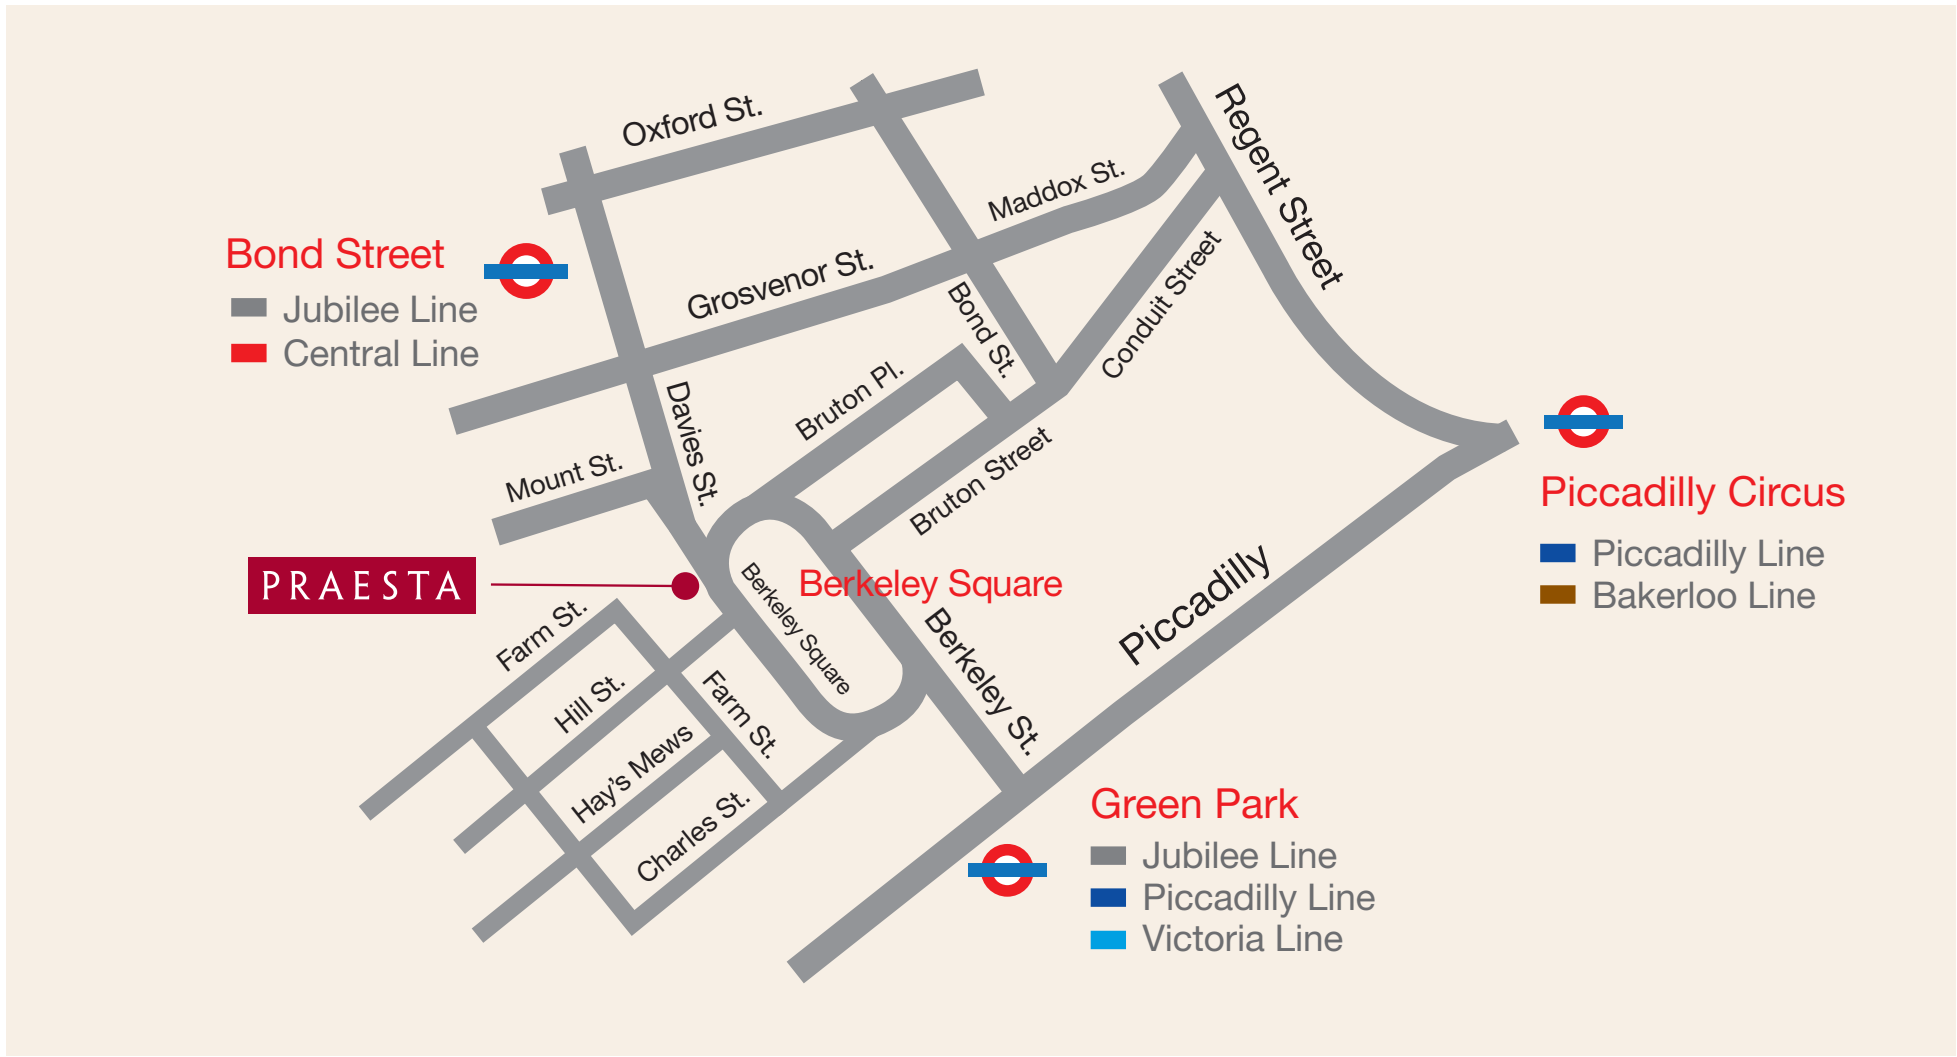 Oxford St.
Regent Street
Maddox St.
Bond Street
Jubilee Line
Central Line
Grosvenor St.
Conduit Street
Bond St.
Bruton Pl.
Davies St.
Mount St.
Bruton Street
Piccadilly Circus
Piccadilly Line
Bakerloo Line
PRAESTA
Berkeley Square
Berkeley Square
Piccadilly
Farm St.
Berkeley St.
Hill St.
Farm St.
Hay's Mews
Charles St.
Green Park
Jubilee Line
Piccadilly Line
Victoria Line